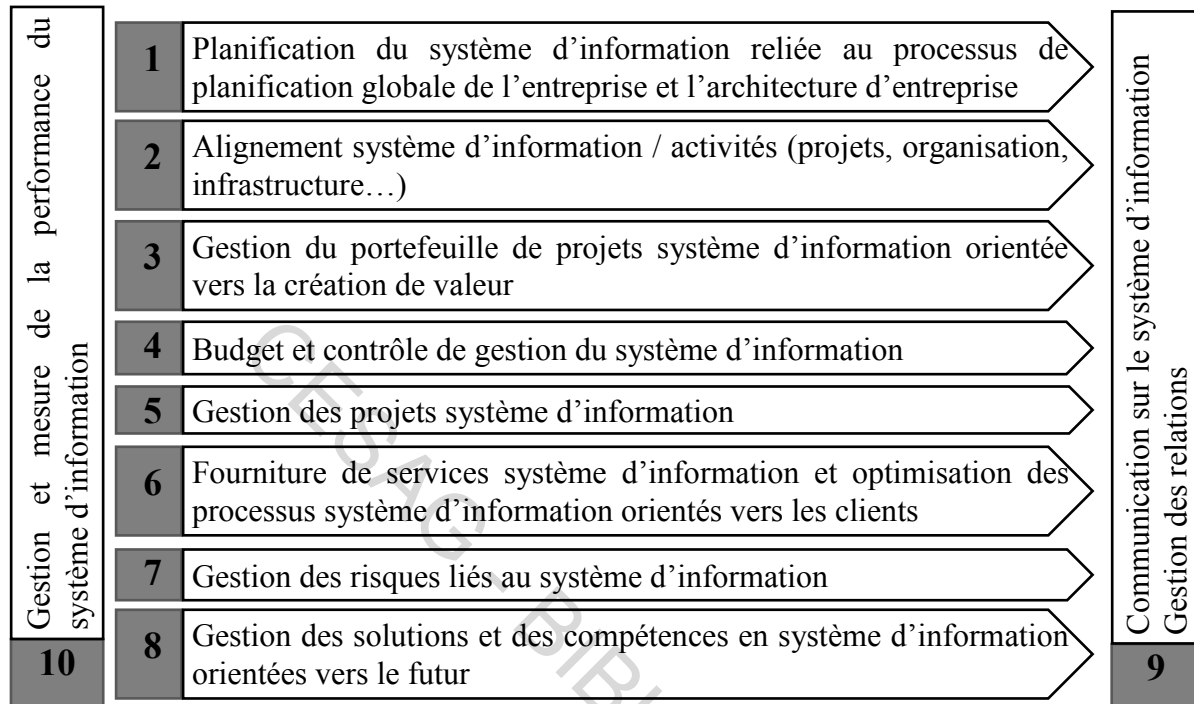 Gestion et mesure de la performance du
système d’information
10
1
Planification du système d’information reliée au processus de
planification globale de l’entreprise et l’architecture d’entreprise
2
Alignement système d’information / activités (projets, organisation,
infrastructure…)
3
Gestion du portefeuille de projets système d’information orientée
vers la création de valeur
4
Budget et contrôle de gestion du système d’information
5
Gestion des projets système d’information
6
Fourniture de services système d’information et optimisation des
processus système d’information orientés vers les clients
7
Gestion des risques liés au système d’information
8
Gestion des solutions et des compétences en système d’information
orientées vers le futur
Communication sur le système d’information
Gestion des relations
9
CESAG - BIBL